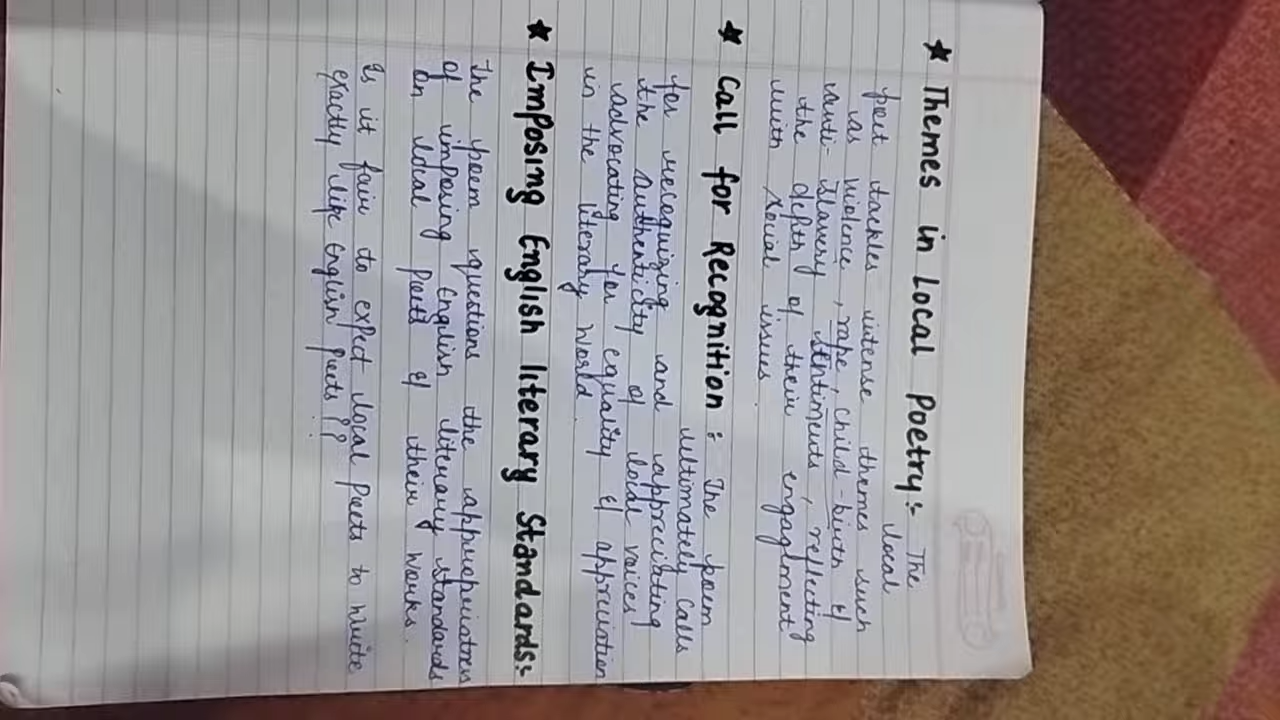 ★ Themes in Local Poetry:- The
local
poet tackles intense themes such
as violence, rape, child-birth &
anti-slavery sentiments, reflecting
the depth of their engagement
with social issues.
★ Call for Recognition : The poem
ultimately calls
for recognizing and appreciating
the authenticity of local voices,
advocating for equality & appreciation
in the literary world.
★ Imposing English literary Standards:-
The poem questions the appropriatness
of imposing English literary standards
on local poets & their works.
Is it fair to expect local poets to write
exactly like English poets??